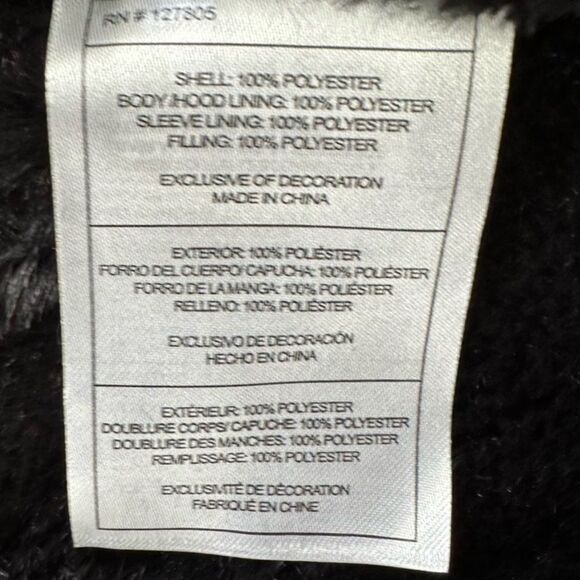 RN # 127805
SHELL: 100% POLYESTER
BODY /HOOD LINING: 100% POLYESTER
SLEEVE LINING: 100% POLYESTER
FILLING: 100% POLYESTER
EXCLUSIVE OF DECORATION
MADE IN CHINA
EXTERIOR: 100% POLIÉSTER
FORRO DEL CUERPO/ CAPUCHA: 100% POLIÉSTER
FORRO DE LA MANGA: 100% POLIÉSTER
RELLENO: 100% POLIÉSTER
EXCLUSIVO DE DECORACIÓN
HECHO EN CHINA
EXTÉRIEUR: 100% POLYESTER
DOUBLURE CORPS/ CAPUCHE: 100% POLYESTER
DOUBLURE DES MANCHES: 100% POLYESTER
REMPLISSAGE: 100% POLYESTER
EXCLUSIVITÉ DE DÉCORATION
FABRIQUÉ EN CHINE